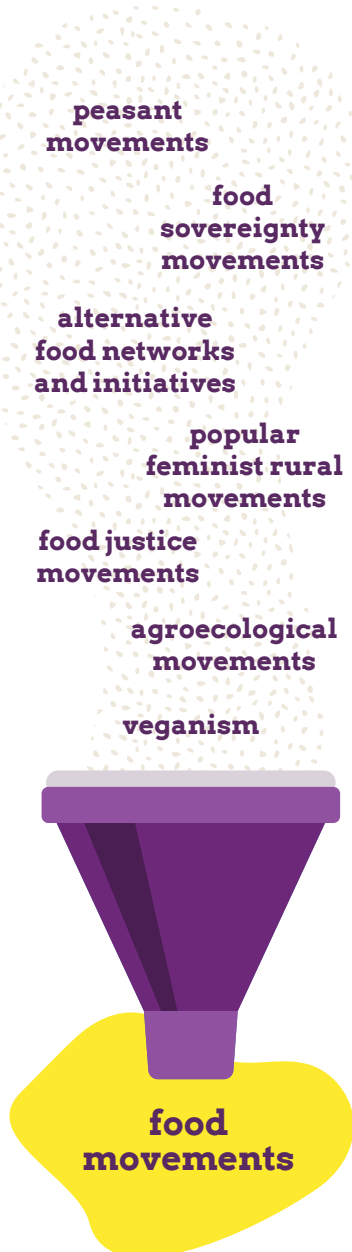 peasant
movements
food
sovereignty
movements
alternative
food networks
and initiatives
popular
feminist rural
movements
food justice
movements
agroecological
movements
veganism
food
movements